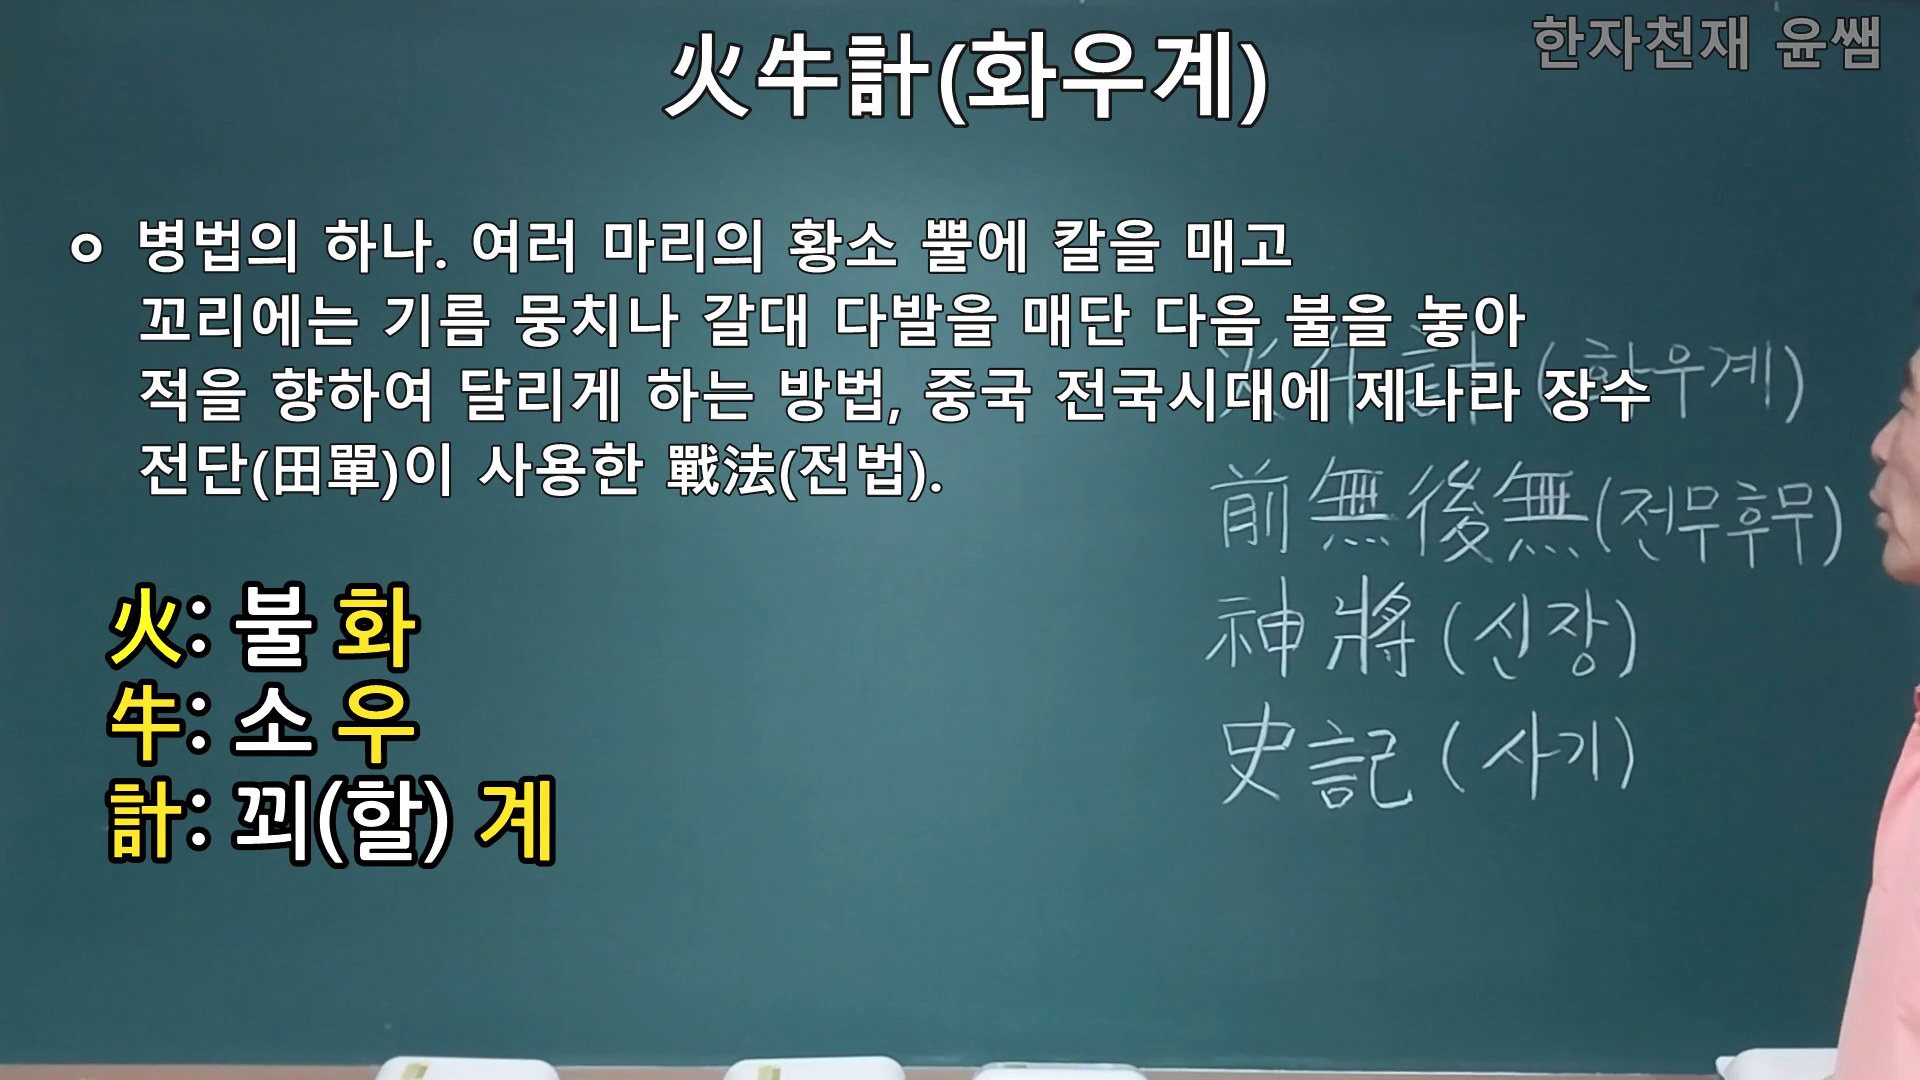 火牛計(화우계)
한자천재 윤쌤
ㅇ 병법의 하나. 여러 마리의 황소 뿔에 칼을 매고
꼬리에는 기름 뭉치나 갈대 다발을 매단 다음 불을 놓아
적을 향하여 달리게 하는 방법, 중국 전국시대에 제나라 장수
전단(田單)이 사용한 戰法(전법).
火: 불 화
牛: 소 우
計: 꾀(할) 계
火牛計(화우계)
前無後無(전무후무)
神將(신장)
史記(사기)